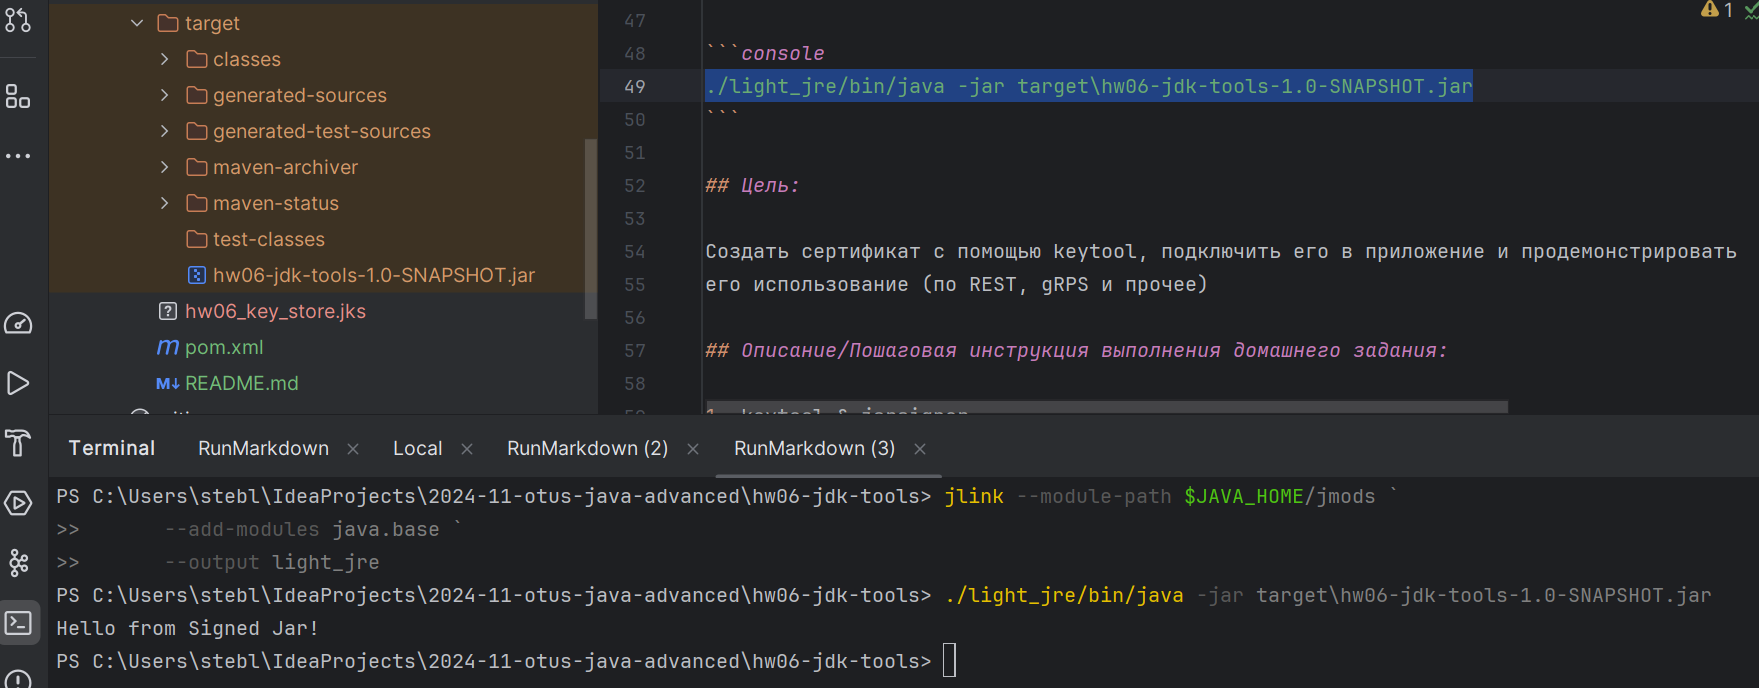 target
classes
generated-sources
generated-test-sources
maven-archiver
maven-status
test-classes
hw06-jdk-tools-1.0-SNAPSHOT.jar
hw06_key_store.jks
pom.xml
README.md
1
47
48 ```console
49 ./light_jre/bin/java -jar target\hw06-jdk-tools-1.0-SNAPSHOT.jar
50 ```
51
52 ## Цель:
53
54 Создать сертификат с помощью keytool, подключить его в приложение и продемонстрировать
55 его использование (по REST, gRPS и прочее)
56
57 ## Описание/Пошаговая инструкция выполнения домашнего задания:
58
Terminal RunMarkdown Local RunMarkdown (2) RunMarkdown (3)
PS C:\Users\stebl\IdeaProjects\2024-11-otus-java-advanced\hw06-jdk-tools> jlink --module-path $JAVA_HOME/jmods `
>> --add-modules java.base `
>> --output light_jre
PS C:\Users\stebl\IdeaProjects\2024-11-otus-java-advanced\hw06-jdk-tools> ./light_jre/bin/java -jar target\hw06-jdk-tools-1.0-SNAPSHOT.jar
Hello from Signed Jar!
PS C:\Users\stebl\IdeaProjects\2024-11-otus-java-advanced\hw06-jdk-tools>